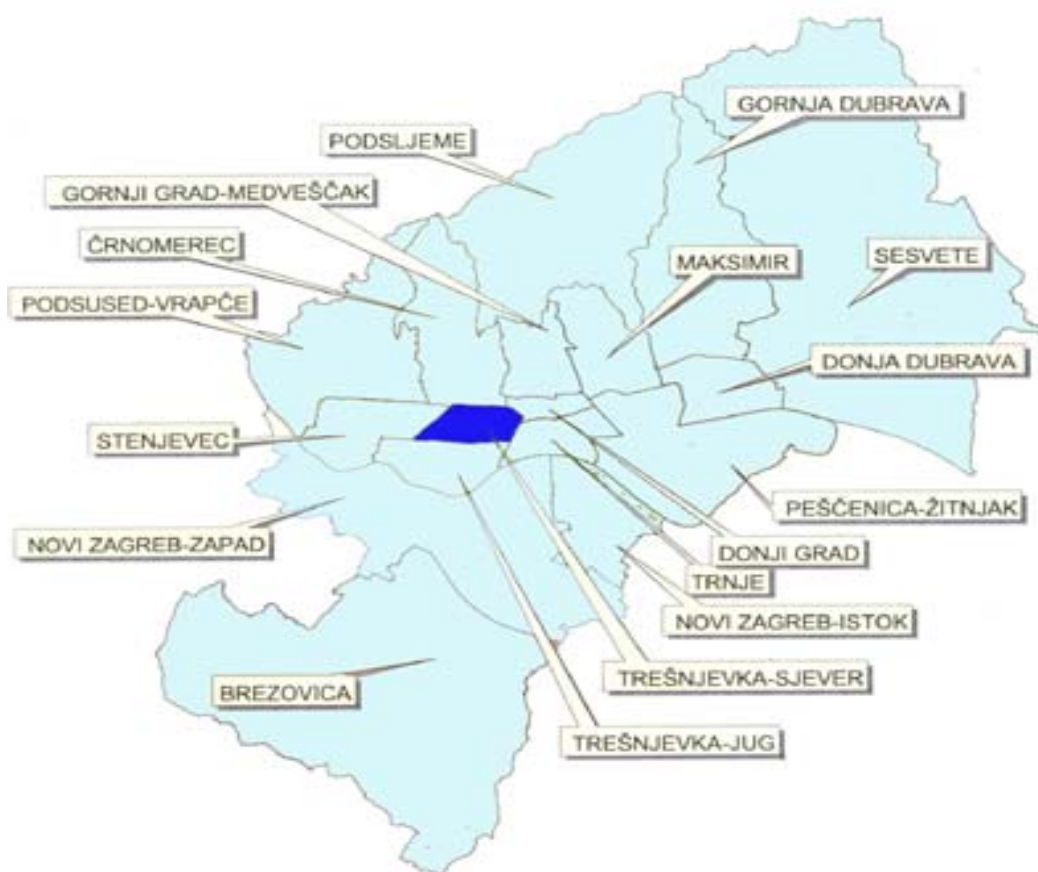 GORNJA DUBRAVA
PODSLJEME
GORNJI GRAD-MEDVEŠČAK
ČRNOMEREC
MAKSIMIR
SESVETE
PODSUSED-VRAPČE
DONJA DUBRAVA
STENJEVEC
PEŠČENICA-ŽITNJAK
NOVI ZAGREB-ZAPAD
DONJI GRAD
TRNJE
NOVI ZAGREB-ISTOK
TREŠNJEVKA-SJEVER
BREZOVICA
TREŠNJEVKA-JUG